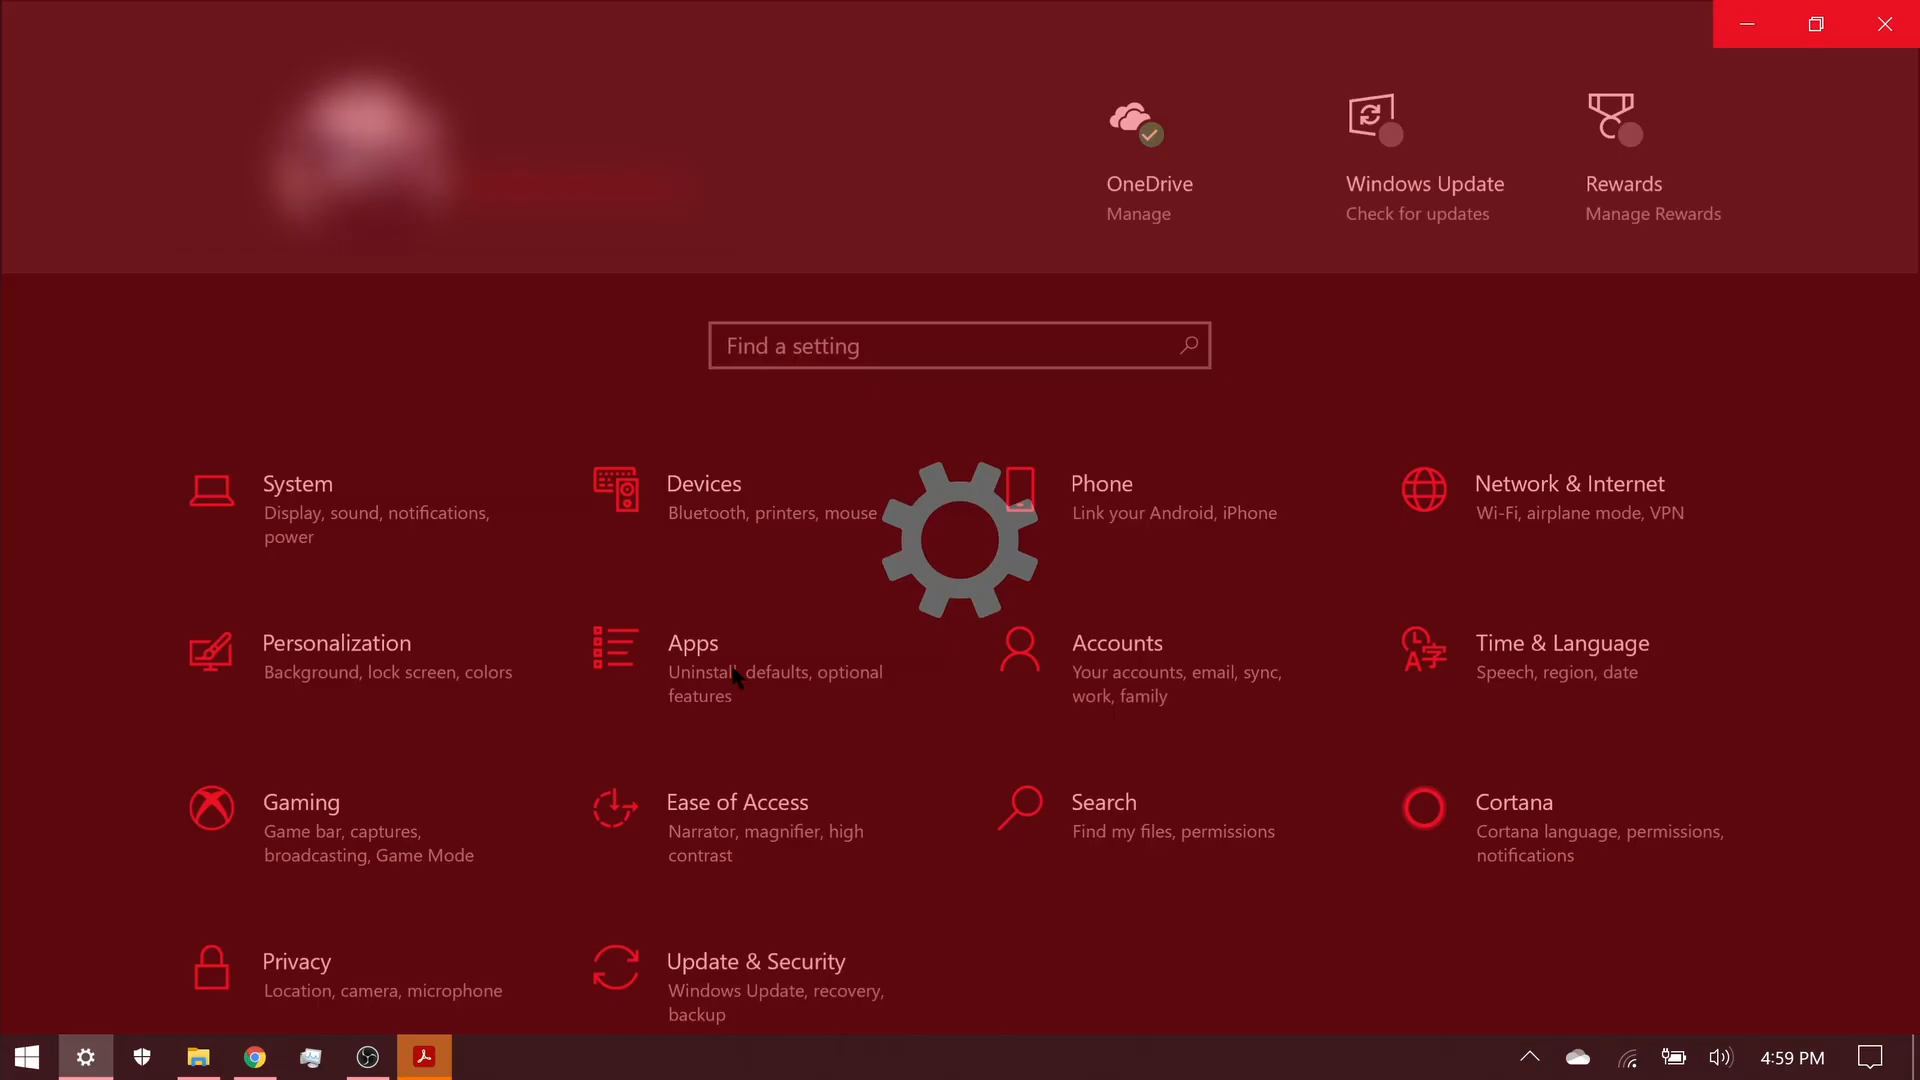 OneDrive
Manage
Windows Update
Check for updates
Rewards
Manage Rewards
Find a setting
System
Display, sound, notifications,
power
Devices
Bluetooth, printers, mouse
Phone
Link your Android, iPhone
Network & Internet
Wi-Fi, airplane mode, VPN
Personalization
Background, lock screen, colors
Apps
Uninstall, defaults, optional
features
Accounts
Your accounts, email, sync,
work, family
Time & Language
Speech, region, date
Gaming
Game bar, captures,
broadcasting, Game Mode
Ease of Access
Narrator, magnifier, high
contrast
Search
Find my files, permissions
Cortana
Cortana language, permissions,
notifications
Privacy
Location, camera, microphone
Update & Security
Windows Update, recovery,
backup
4:59 PM